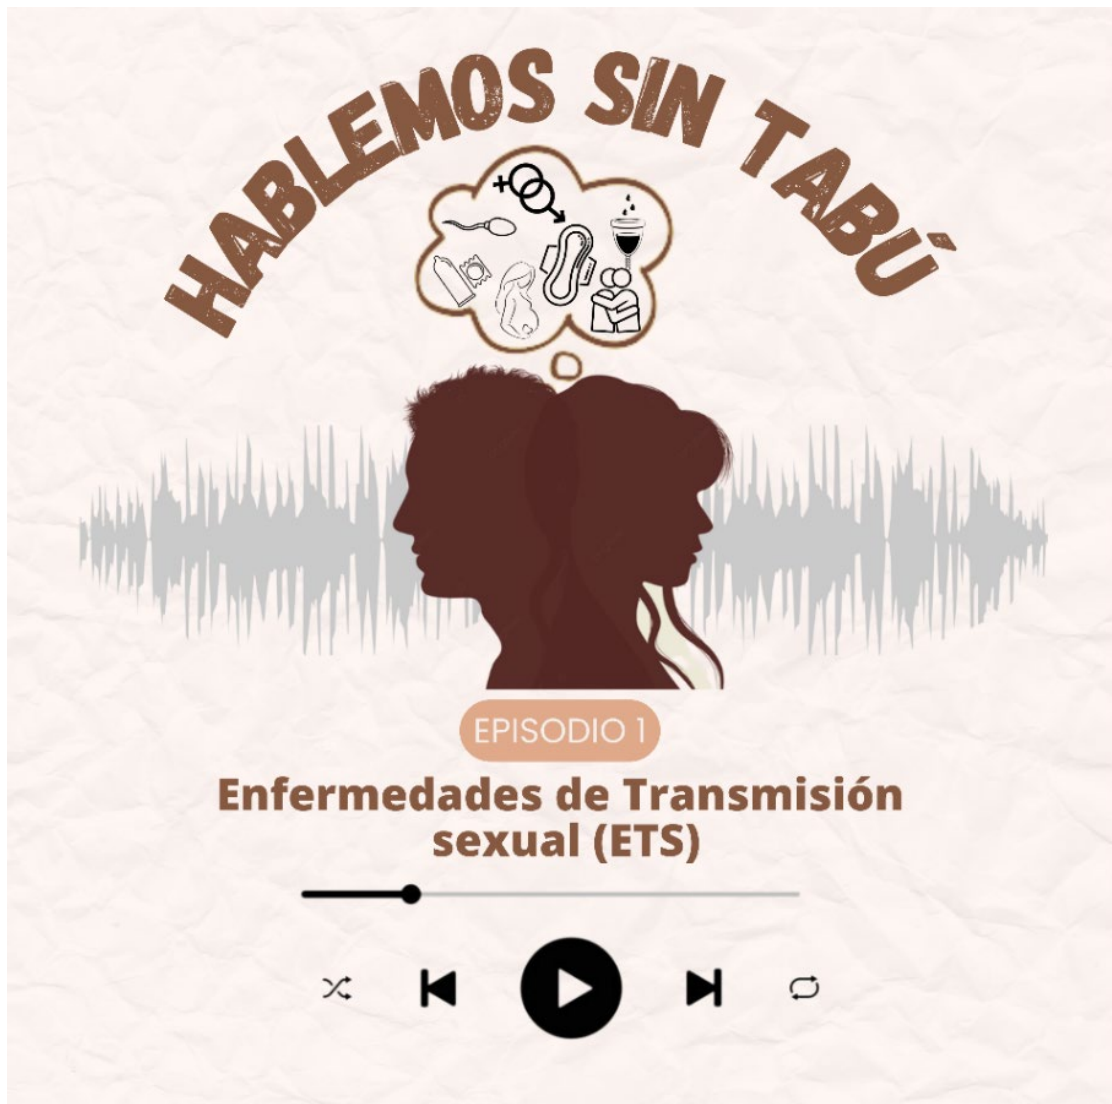 HABLEMOS SIN TABÚ
EPISODIO 1
Enfermedades de Transmisión
sexual (ETS)